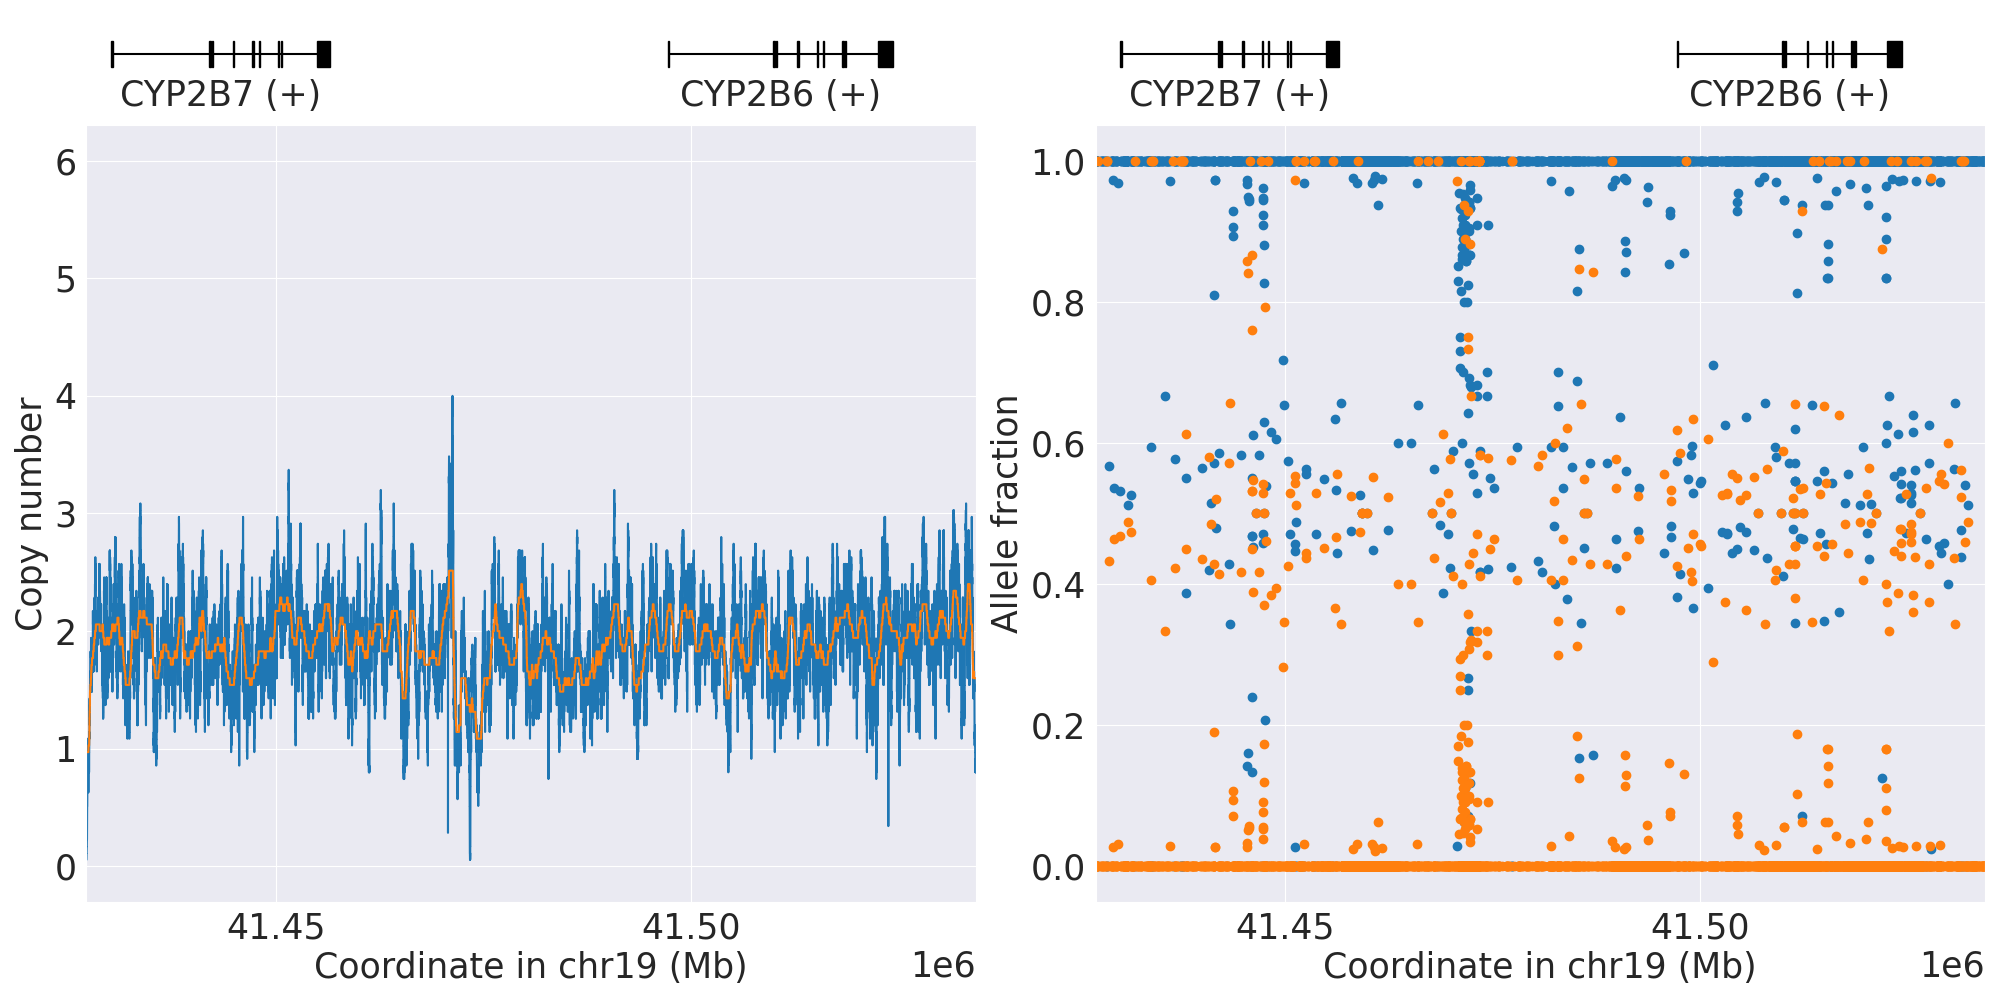 CYP2B7 (+)
CYP2B6 (+)
CYP2B7 (+)
CYP2B6 (+)
Copy number
6
5
4
3
2
1
0
41.45
41.50
Coordinate in chr19 (Mb)
1e6
Allele fraction
1.0
0.8
0.6
0.4
0.2
0.0
41.45
41.50
Coordinate in chr19 (Mb)
1e6